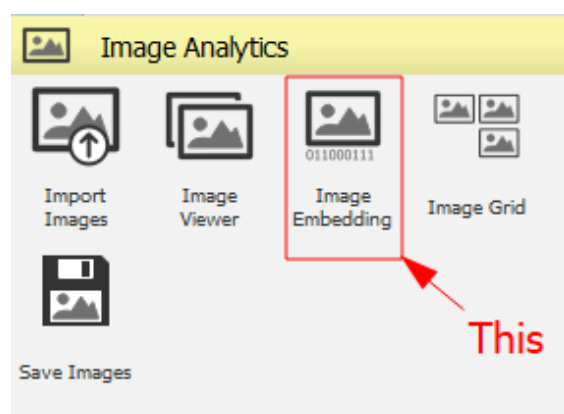 Image Analytics
011000111
Import
Images
Image
Viewer
Image
Embedding
Image Grid
This
Save Images